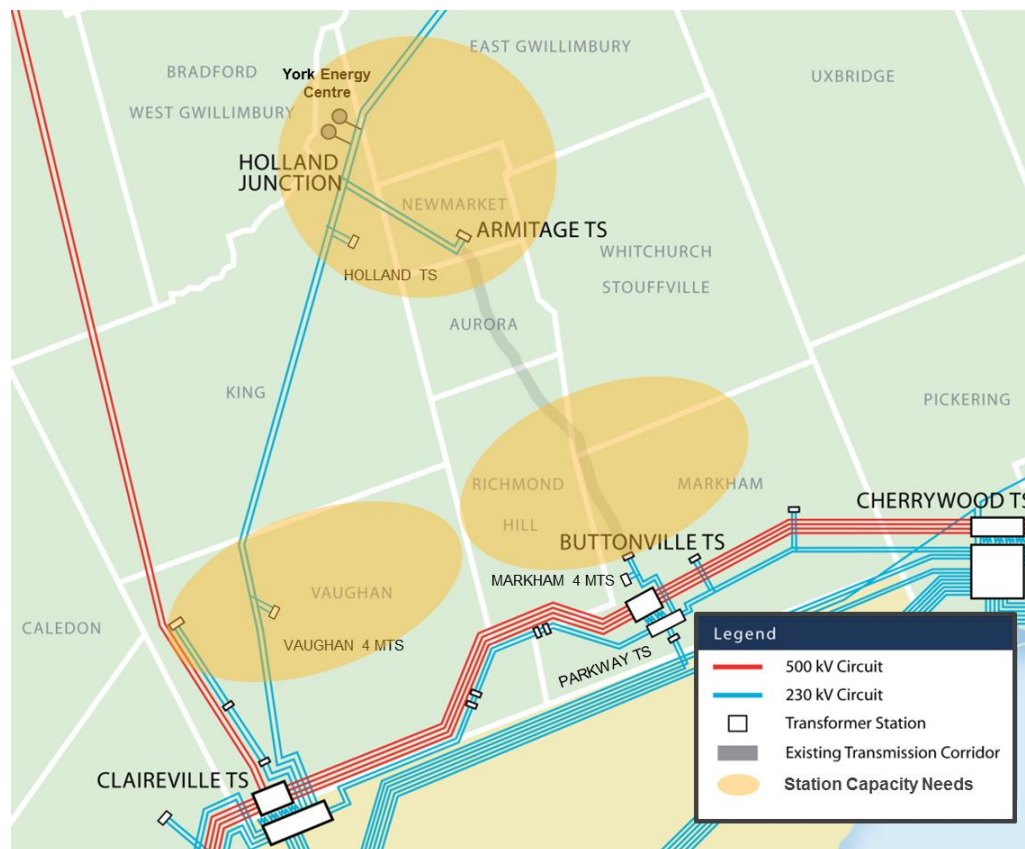 EAST GWILLIMBURY
BRADFORD
York Energy
Centre
UXBRIDGE
WEST GWILLIMBURY
HOLLAND
JUNCTION
NEWMARKET
ARMITAGE TS
WHITCHURCH
HOLLAND TS
STOUFFVILLE
AURORA
KING
PICKERING
RICHMOND
MARKHAM
CHERRYWOOD TS
HILL
BUTTONVILLE TS
MARKHAM 4 MTS
VAUGHAN
CALEDON
VAUGHAN 4 MTS
PARKWAY TS
CLAIREVILLE TS
Legend
500 kV Circuit
230 kV Circuit
Transformer Station
Existing Transmission Corridor
Station Capacity Needs